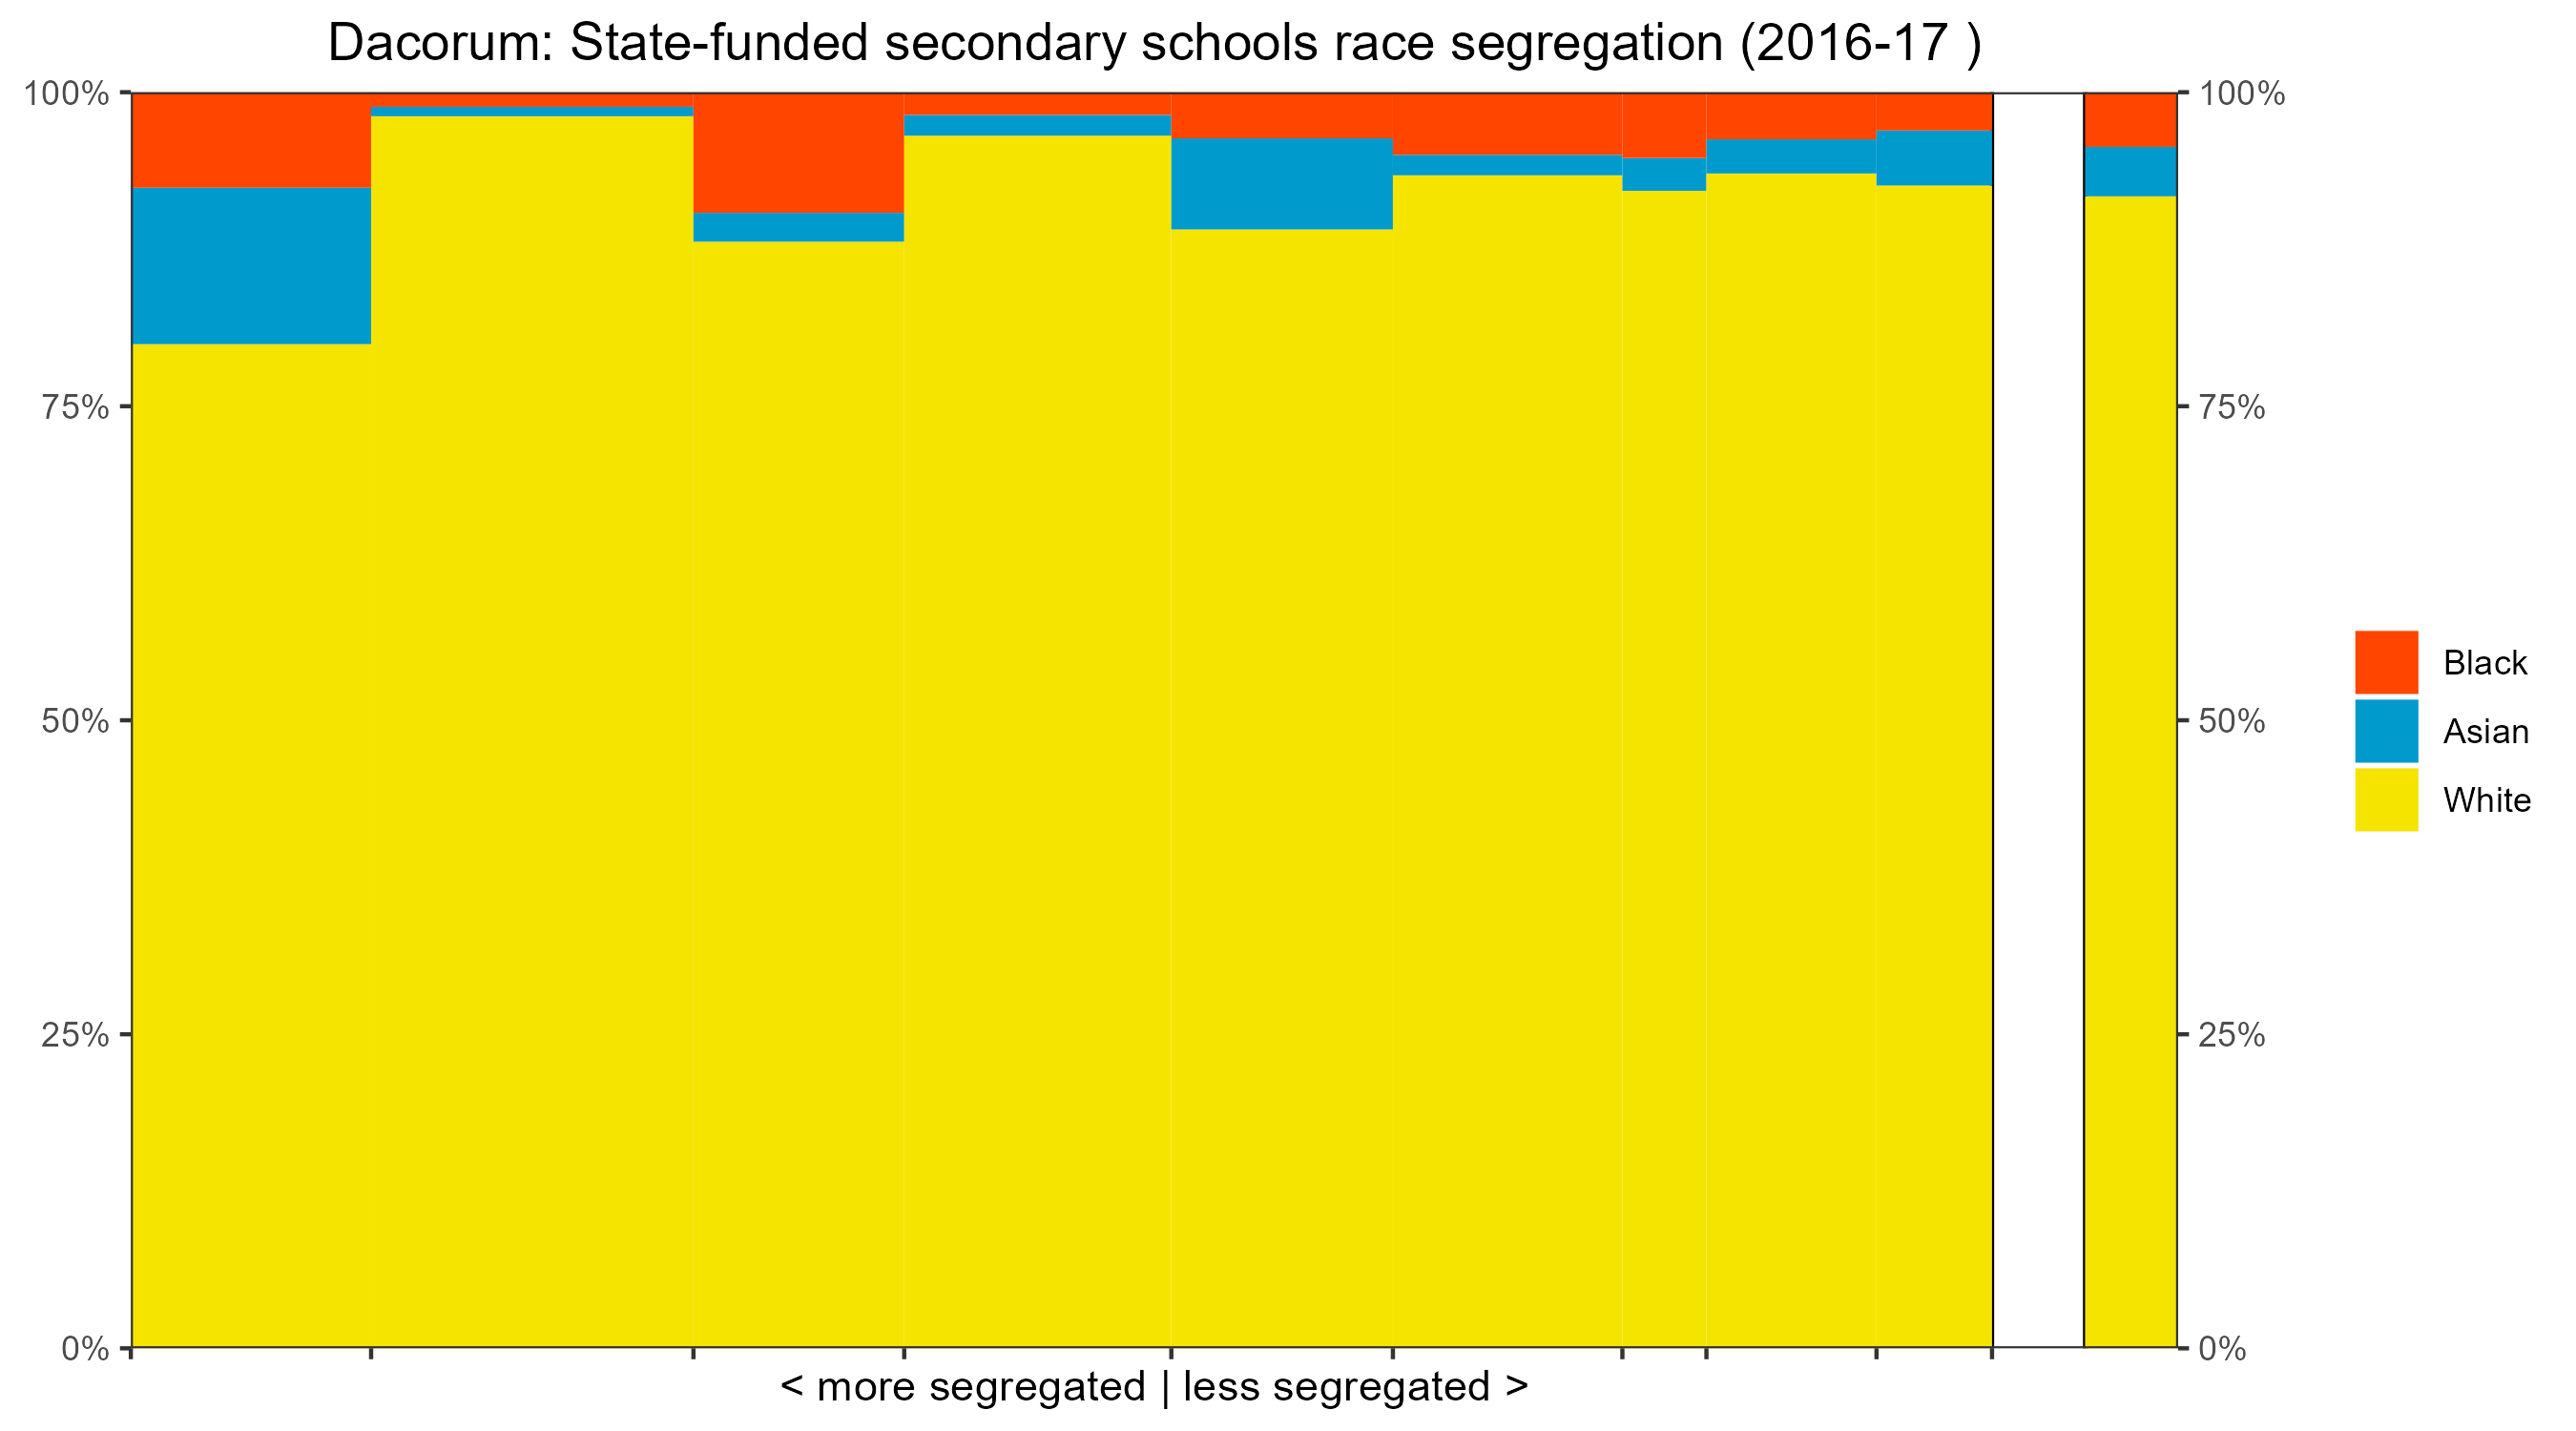 Dacorum: State-funded secondary schools race segregation (2016-17 )
100%
75%
50%
25%
0%
100%
75%
50%
25%
0%
Black
Asian
White
< more segregated | less segregated >